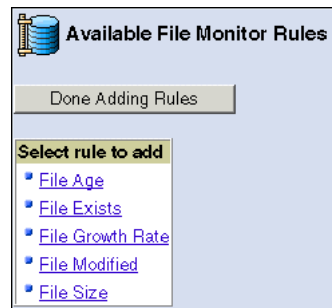 Available File Monitor Rules
Done Adding Rules
Select rule to add
File Age
File Exists
File Growth Rate
File Modified
File Size